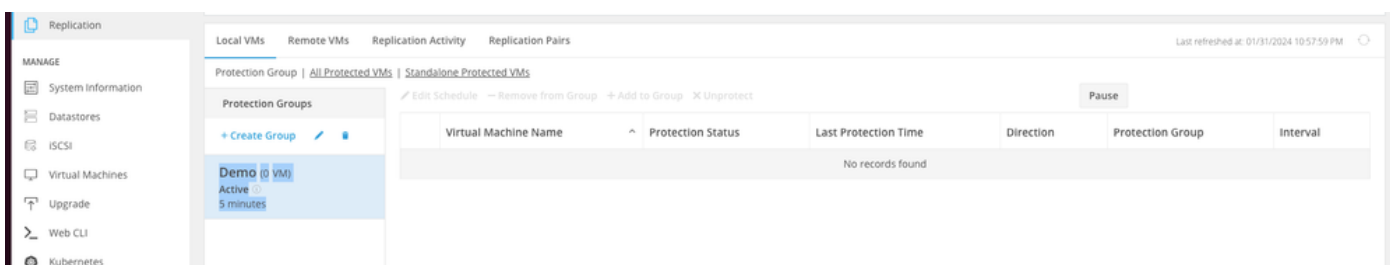 Replication
MANAGE
System Information
Datastores
iSCSI
Virtual Machines
Upgrade
Web CLI
Kubernetes
Local VMs Remote VMs Replication Activity Replication Pairs
Last refreshed at: 01/31/2024 10:57:59 PM
Protection Group | All Protected VMs | Standalone Protected VMs
Protection Groups
+ Create Group
Demo (0 VM)
Active
5 minutes
Edit Schedule − Remove from Group + Add to Group × Unprotect
Pause
Virtual Machine Name Protection Status Last Protection Time Direction Protection Group Interval
No records found